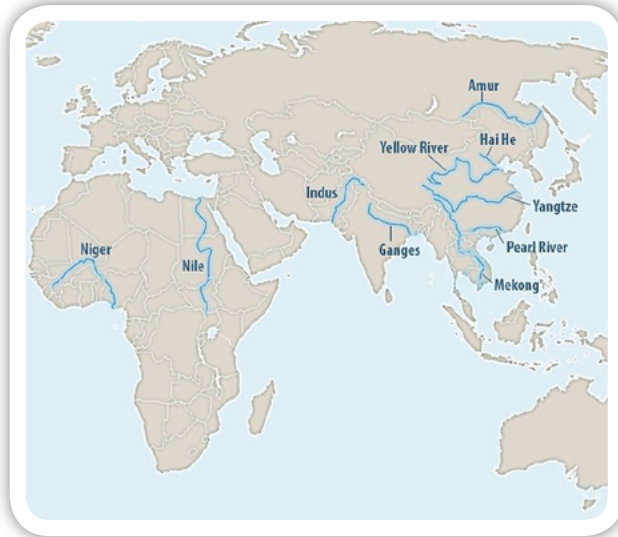 Amur
Hai He
Yellow River
Indus
Yangtze
Niger
Ganges
Pearl River
Nile
Mekong